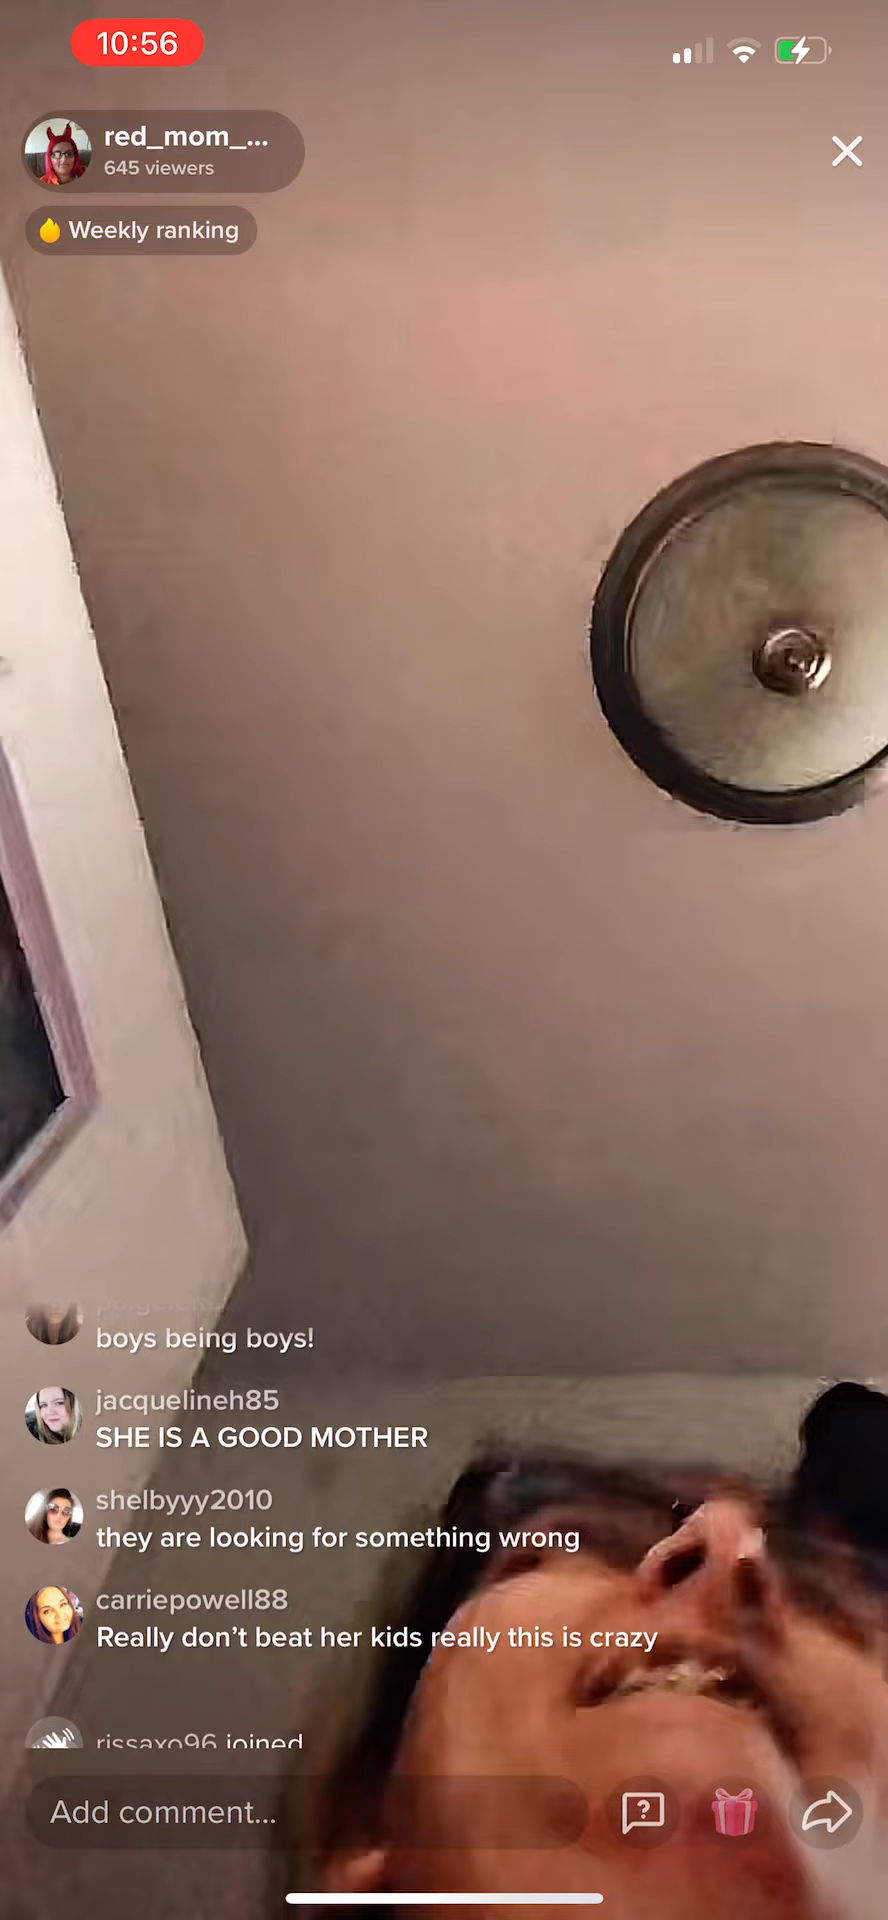 10:56
red_mom_...
645 viewers
Weekly ranking
boys being boys!
jacquelineh85
SHE IS A GOOD MOTHER
shelbyyy2010
they are looking for something wrong
carriepowell88
Really don't beat her kids really this is crazy
rissaxo96 joined
Add comment...